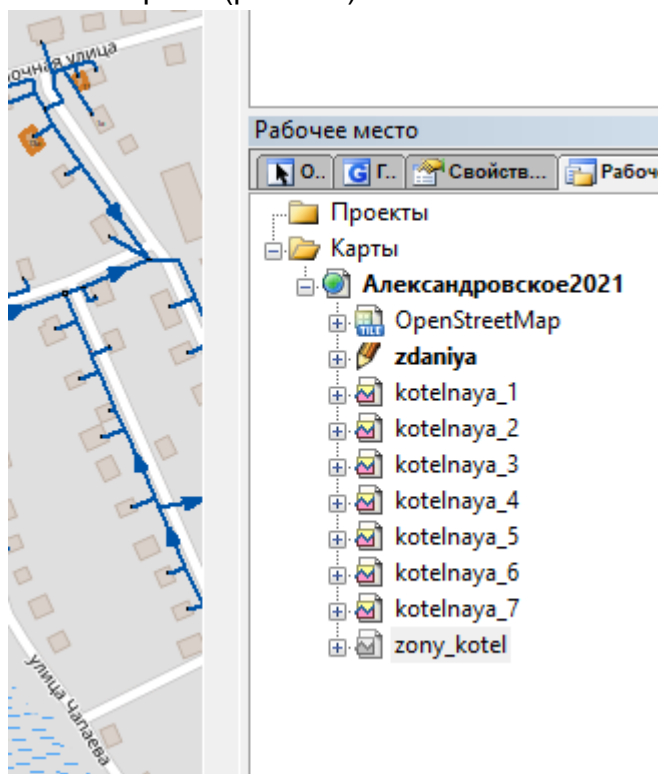 очная улица
улица Чапаева
Рабочее место
О.. Г.. Свойств... Рабоч
Проекты
Карты
Александровское2021
OpenStreetMap
zdaniya
kotelnaya_1
kotelnaya_2
kotelnaya_3
kotelnaya_4
kotelnaya_5
kotelnaya_6
kotelnaya_7
zony_kotel